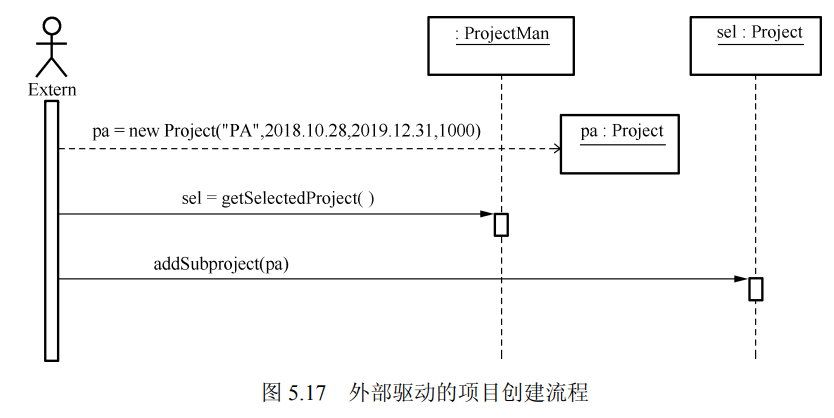 : ProjectMan
sel : Project
Extern
pa = new Project("PA",2018.10.28,2019.12.31,1000)
pa : Project
sel = getSelectedProject( )
addSubproject(pa)
图 5.17 外部驱动的项目创建流程